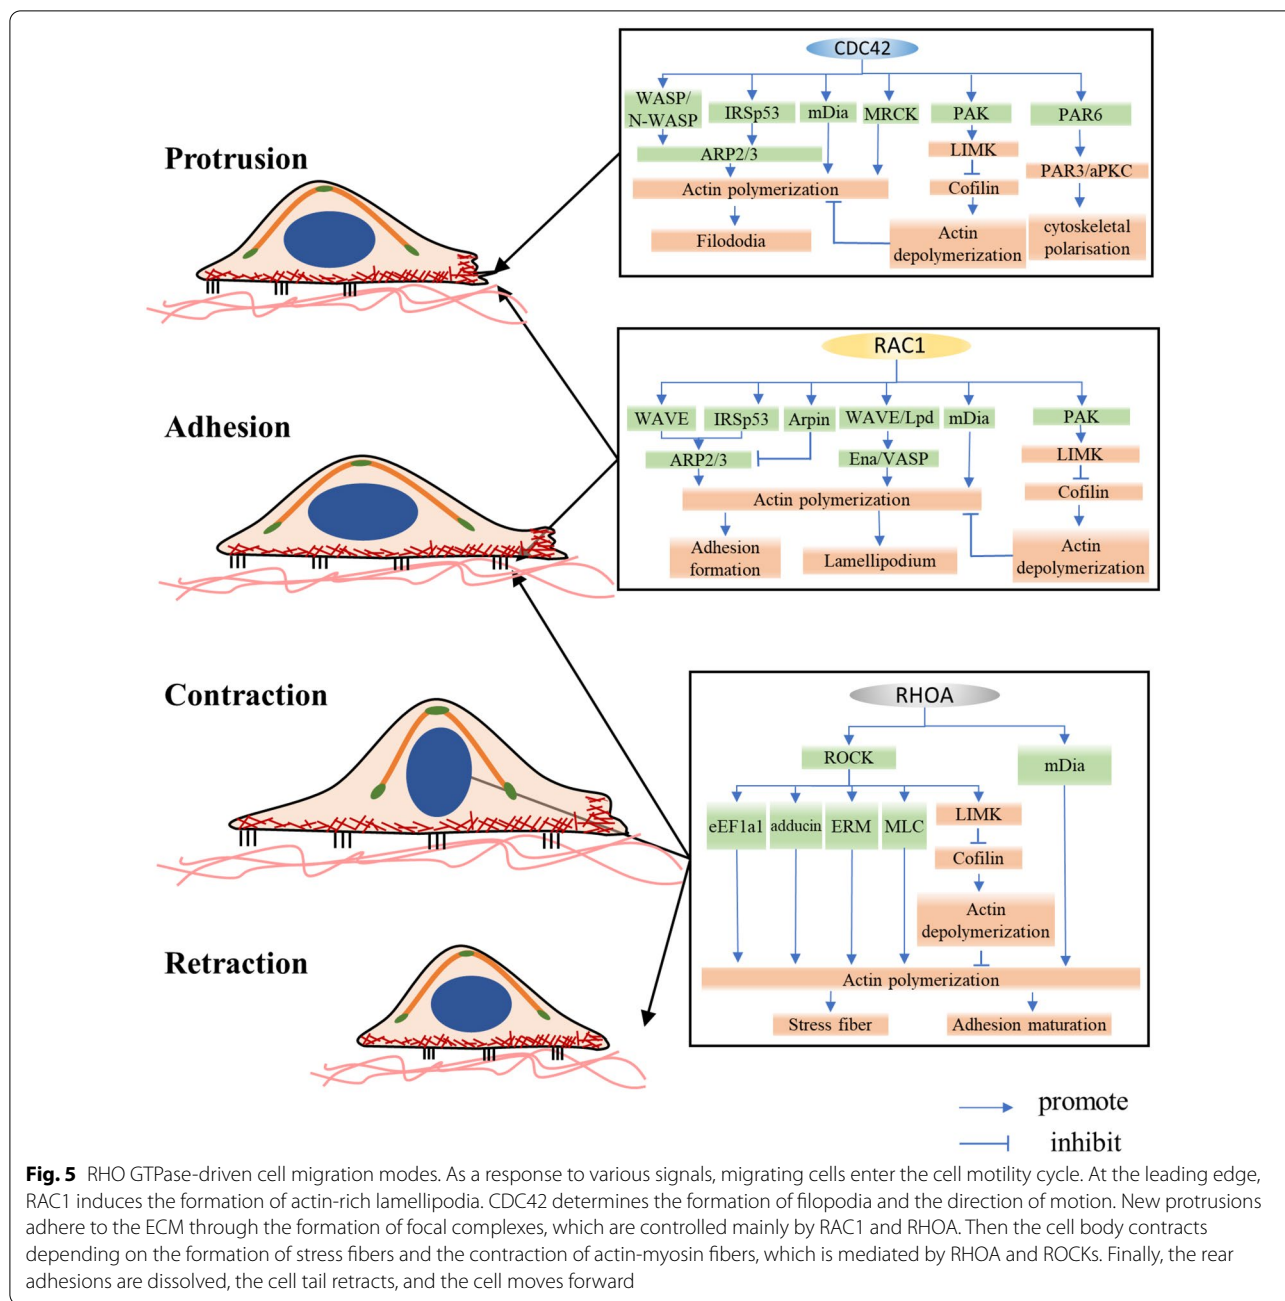 CDC42
WASP/
N-WASP
IRSp53
mDia
MRCK
PAK
PAR6
ARP2/3
LIMK
PAR3/aPKC
Actin polymerization
Cofilin
Filododia
Actin
depolymerization
cytoskeletal
polarisation
Protrusion
RAC1
WAVE
IRSp53
Arpin
WAVE/Lpd
mDia
PAK
ARP2/3
Ena/VASP
LIMK
Actin polymerization
Cofilin
Adhesion
formation
Lamellipodium
Actin
depolymerization
Adhesion
Contraction
RHOA
ROCK
mDia
eEF1a1
adducin
ERM
MLC
LIMK
Cofilin
Actin
depolymerization
Actin polymerization
Stress fiber
Adhesion maturation
Retraction
promote
inhibit
Fig. 5 RHO GTPase-driven cell migration modes. As a response to various signals, migrating cells enter the cell motility cycle. At the leading edge,
RAC1 induces the formation of actin-rich lamellipodia. CDC42 determines the formation of filopodia and the direction of motion. New protrusions
adhere to the ECM through the formation of focal complexes, which are controlled mainly by RAC1 and RHOA. Then the cell body contracts
depending on the formation of stress fibers and the contraction of actin-myosin fibers, which is mediated by RHOA and ROCKs. Finally, the rear
adhesions are dissolved, the cell tail retracts, and the cell moves forward